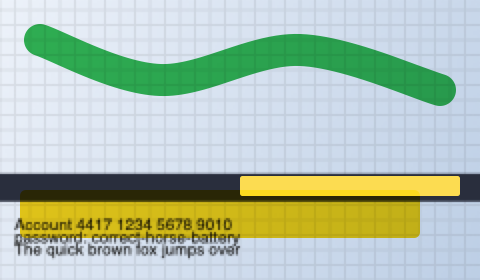 Account 4417 1234 5678 9010
password: correct-horse-battery
The quick brown fox jumps over